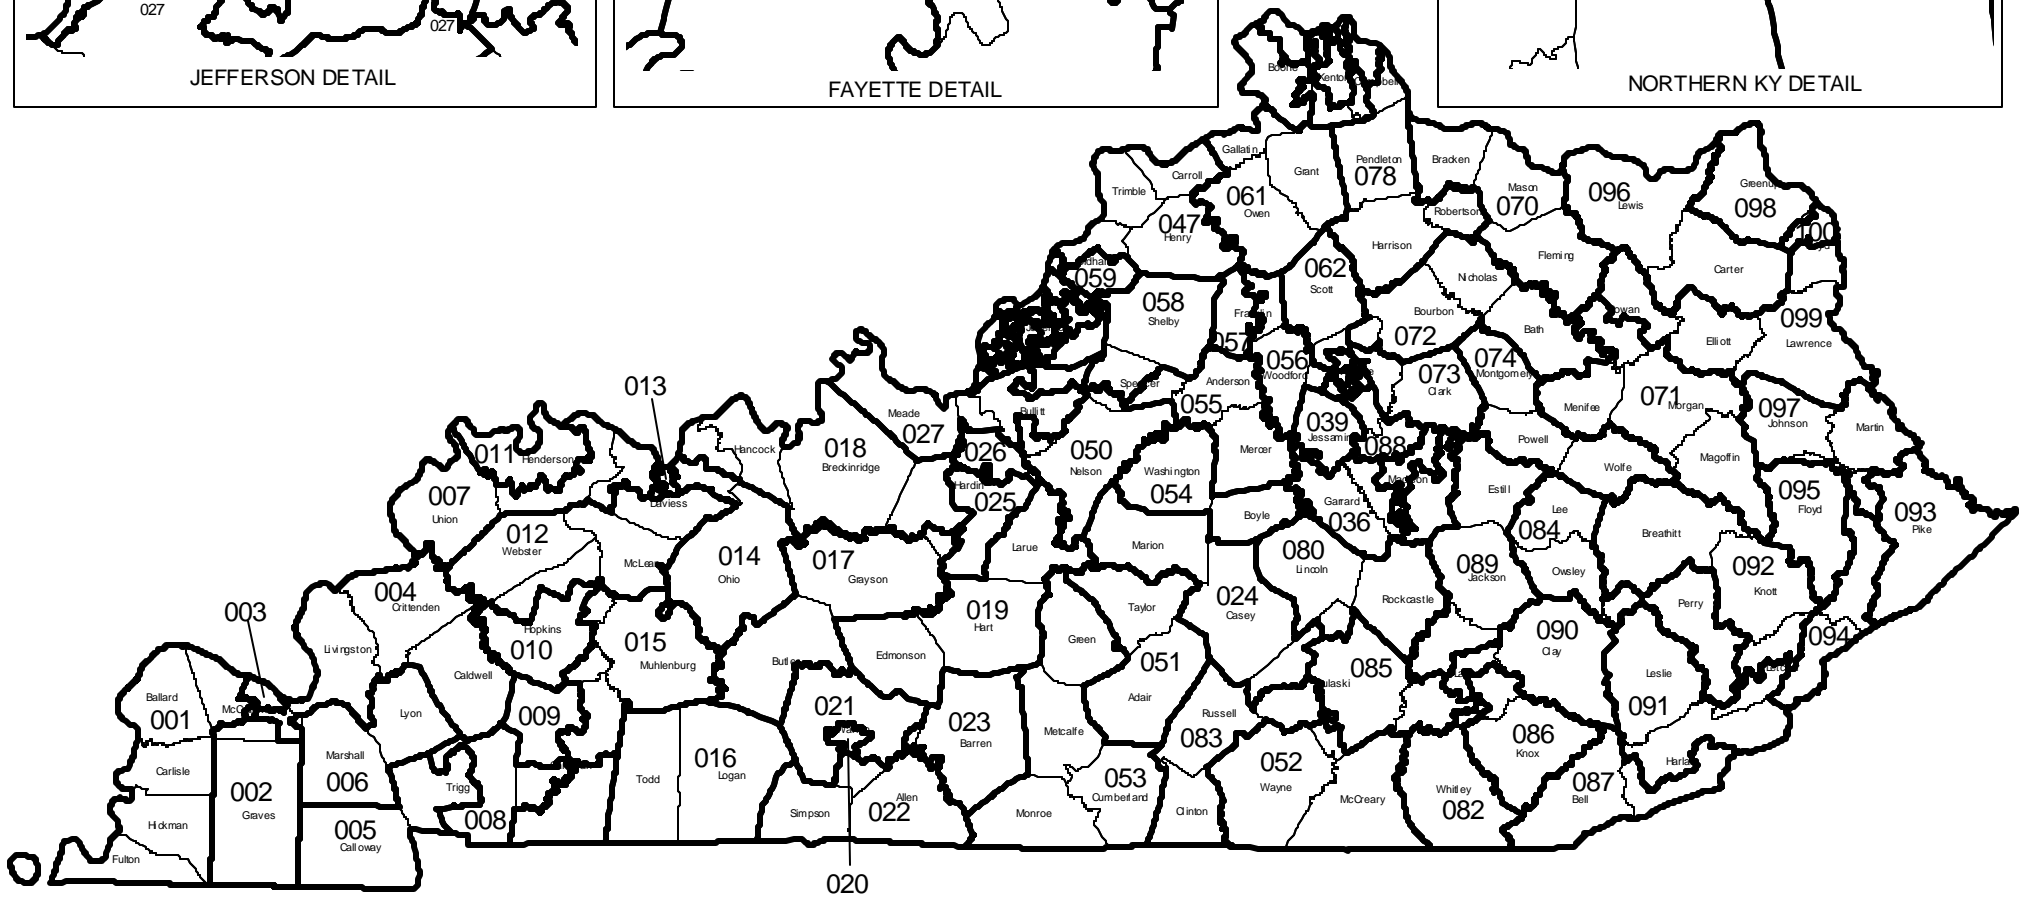 027
027
JEFFERSON DETAIL
FAYETTE DETAIL
NORTHERN KY DETAIL
Boone
Kenton
Gallatin
Grant
Pendleton
078
Bracken
Carroll
Trimble
061
Owen
Mason
070
096
Lewis
Greenup
098
Robertson
047
Henry
100
Harrison
Fleming
Carter
059
062
Scott
Nicholas
058
Shelby
Franklin
057
Bourbon
072
Bath
Elliott
099
Lawrence
056
Woodford
074
Montgomery
073
Clark
Spencer
Anderson
055
013
Meade
027
Bullitt
039
Menifee
071
Morgan
097
Johnson
Martin
Hancock
018
Breckinridge
026
050
Nelson
Mercer
088
Powell
Magoffin
011
Henderson
Washington
054
Wolfe
007
Union
Hardin
025
Daviess
Garrard
036
Estill
Lee
084
095
Floyd
093
Pike
012
Webster
Boyle
Breathitt
McLean
014
Ohio
017
Grayson
Larue
Marion
080
Lincoln
089
Jackson
Owsley
092
Knott
004
Crittenden
003
019
Hart
Taylor
024
Casey
Rockcastle
Perry
Hopkins
010
015
Muhlenburg
Green
090
Clay
094
Livingston
Butler
Edmonson
051
Adair
085
Pulaski
Leslie
091
Caldwell
Ballard
001
Lyon
009
021
023
Barren
Metcalfe
Russell
083
086
Knox
Marshall
006
Carlisle
002
Graves
Todd
016
Logan
053
Cumberland
052
Wayne
Harlan
Trigg
008
087
Bell
Whitley
082
McCreary
Allen
022
Simpson
Monroe
Clinton
Hickman
005
Calloway
Fulton
020